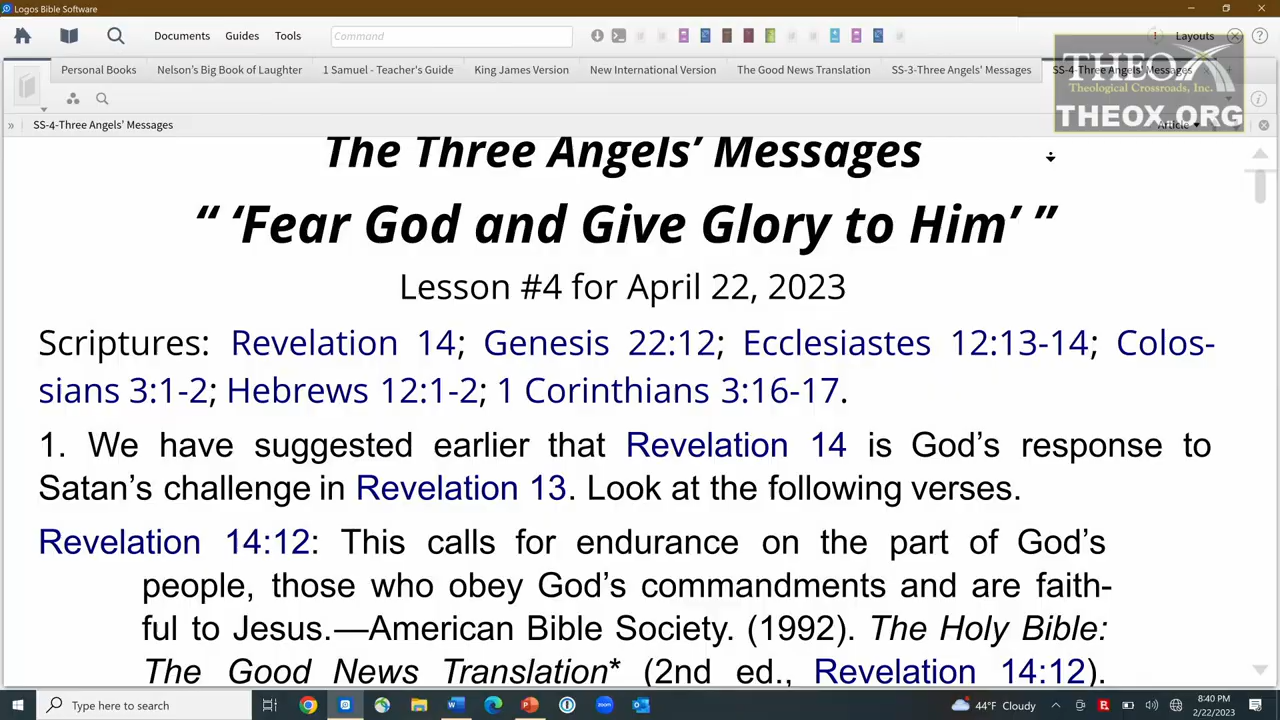 Logos Bible Software
Documents Guides Tools Command Layouts
Personal Books Nelson's Big Book of Laughter King James Version New International Version The Good News Translation SS-3-Three Angels' Messages SS-4-Three Angels' Messages
THEOX
Theological Crossroads, Inc.
THEOX.ORG
SS-4-Three Angels' Messages Article
The Three Angels’ Messages
“ ‘Fear God and Give Glory to Him’ ”
Lesson #4 for April 22, 2023
Scriptures: Revelation 14; Genesis 22:12; Ecclesiastes 12:13-14; Colos-
sians 3:1-2; Hebrews 12:1-2; 1 Corinthians 3:16-17.
1. We have suggested earlier that Revelation 14 is God’s response to
Satan’s challenge in Revelation 13. Look at the following verses.
Revelation 14:12: This calls for endurance on the part of God’s
people, those who obey God’s commandments and are faith-
ful to Jesus.—American Bible Society. (1992). The Holy Bible:
The Good News Translation* (2nd ed., Revelation 14:12).
Type here to search 44°F Cloudy 8:40 PM
2/22/2023